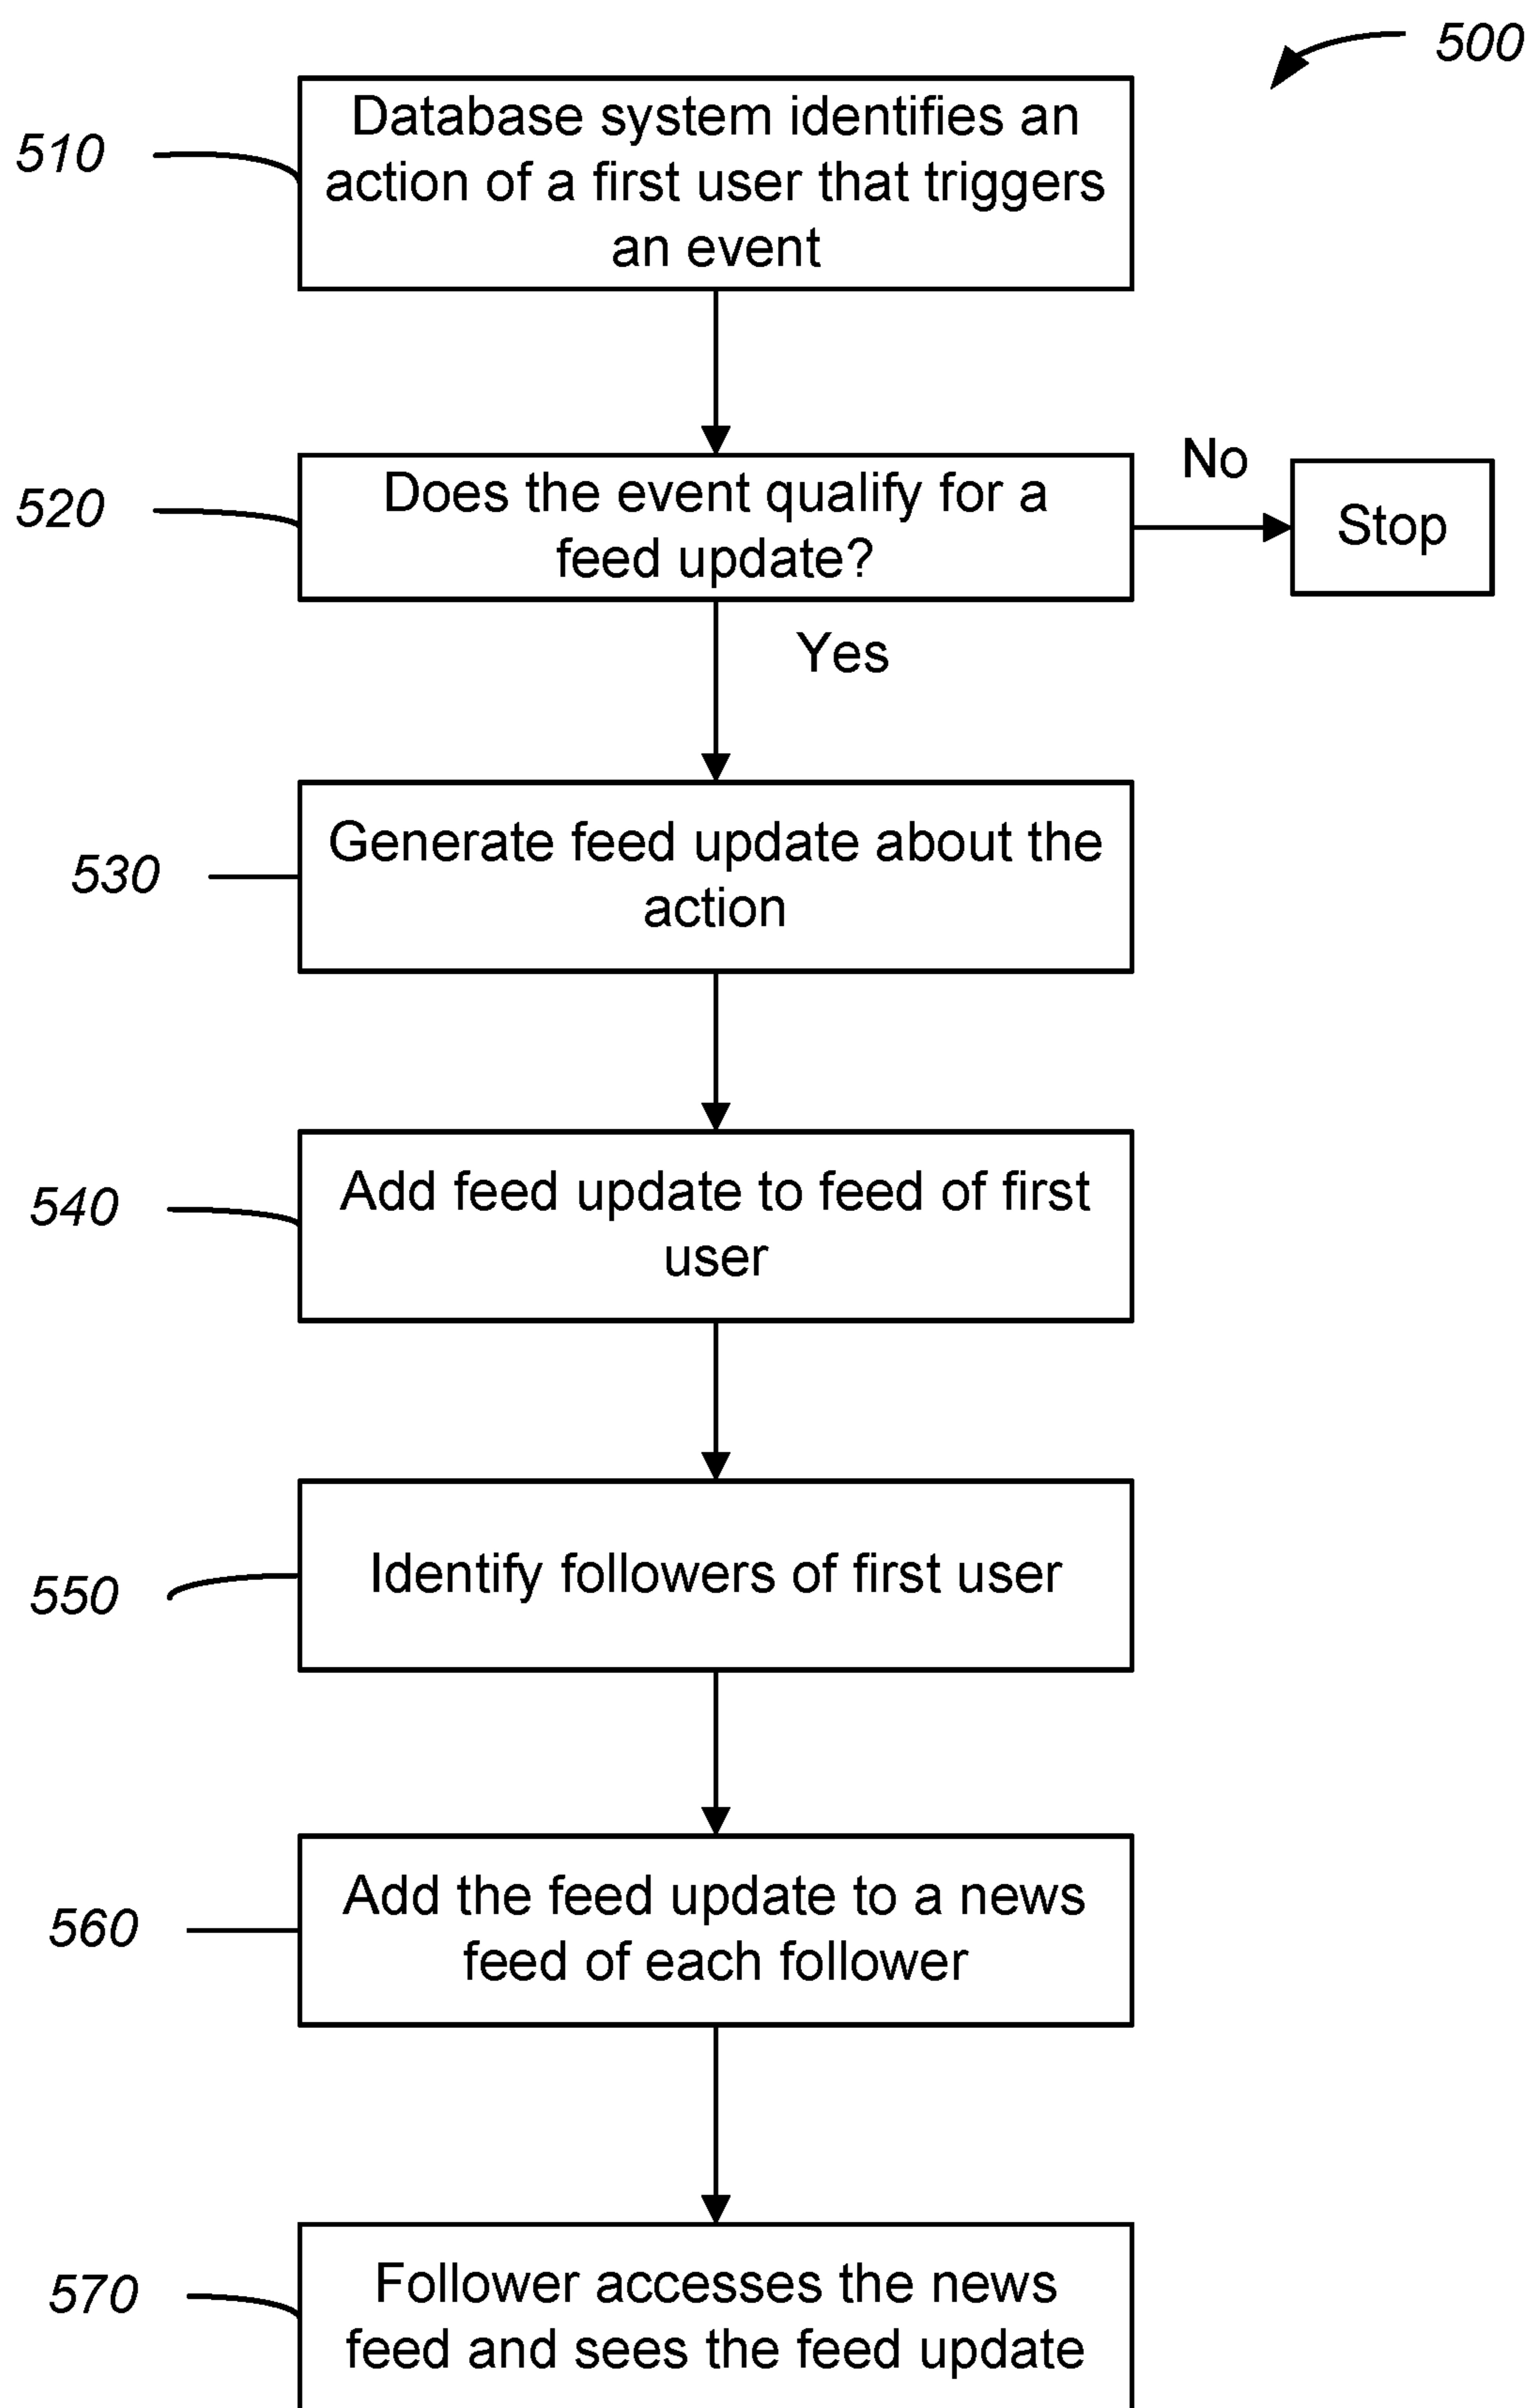 500
510
Database system identifies an
action of a first user that triggers
an event
520
Does the event qualify for a
feed update?
No
Stop
Yes
530
Generate feed update about the
action
540
Add feed update to feed of first
user
550
Identify followers of first user
560
Add the feed update to a news
feed of each follower
570
Follower accesses the news
feed and sees the feed update